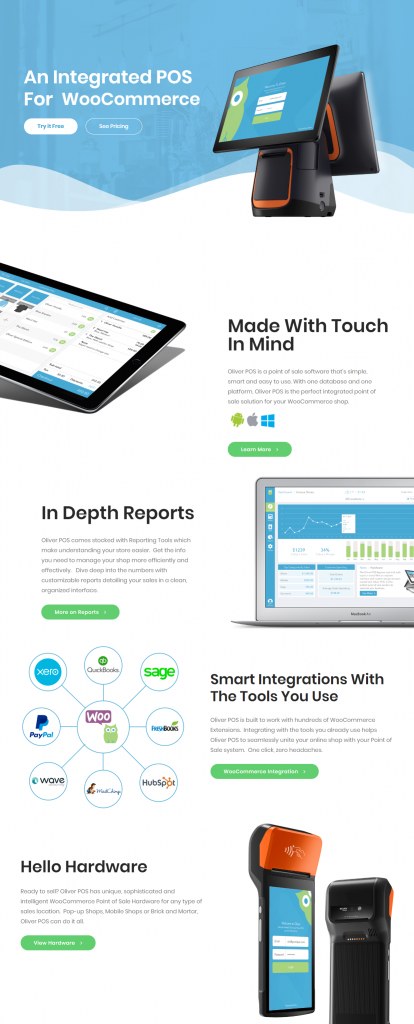 An Integrated POS
For WooCommerce
Try It Free
See Pricing
Made With Touch
In Mind
Oliver POS is a point of sale software that's simple,
smart and easy to use. With one database and one
platform, Oliver POS is the perfect integrated point of
sale solution for your WooCommerce shop.
Learn More
In Depth Reports
Oliver POS comes stocked with Reporting Tools which
make understanding your store easier. Get the info
you need to manage your shop more efficiently and
effectively. Dive deep into the numbers with
customizable reports detailing your sales in a clean,
organized interface.
More on Reports
MacBook Air
xero
QuickBooks
sage
PayPal
Woo
FreshBooks
wave
MailChimp
HubSpot
Smart Integrations With
The Tools You Use
Oliver POS is built to work with hundreds of WooCommerce
Extensions. Integrating with the tools you already use helps
Oliver POS to seamlessly unite your online shop with your Point of
Sale system. One click, zero headaches.
WooCommerce Integration
Hello Hardware
Ready to sell? Oliver POS has unique, sophisticated and
intelligent WooCommerce Point of Sale Hardware for any type of
sales location. Pop-up Shops, Mobile Shops or Brick and Mortar,
Oliver POS can do it all.
View Hardware